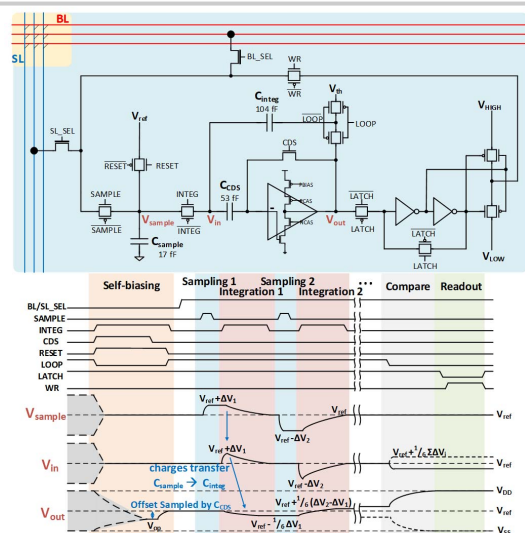 BL
SL
BL_SEL
WR
WR
V_th
C_integ
104 fF
LOOP
LOOP
V_HIGH
V_ref
SL_SEL
CDS
RESET
RESET
C_CDS
53 fF
PBIAS
PCAS
NCAS
SAMPLE
SAMPLE
INTEG
INTEG
V_sample
V_in
V_out
LATCH
LATCH
C_sample
17 fF
LATCH
LATCH
V_LOW
Self-biasing
Sampling 1
Sampling 2
Integration 1
Integration 2
...
Compare
Readout
BL/SL_SEL
SAMPLE
INTEG
CDS
RESET
LOOP
LATCH
WR
V_sample
V_ref+ΔV_1
V_ref-ΔV_2
V_ref
V_ref
V_in
V_ref+ΔV_1
V_ref-ΔV_2
V_ref+1/6ΣΔV_i
V_ref
charges transfer
C_sample → C_integ
V_out
Offset Sampled by C_CDS
V_ref+1/6(ΔV_2-ΔV_1)
V_ref-1/6ΔV_1
V_DD
V_ref
V_SS